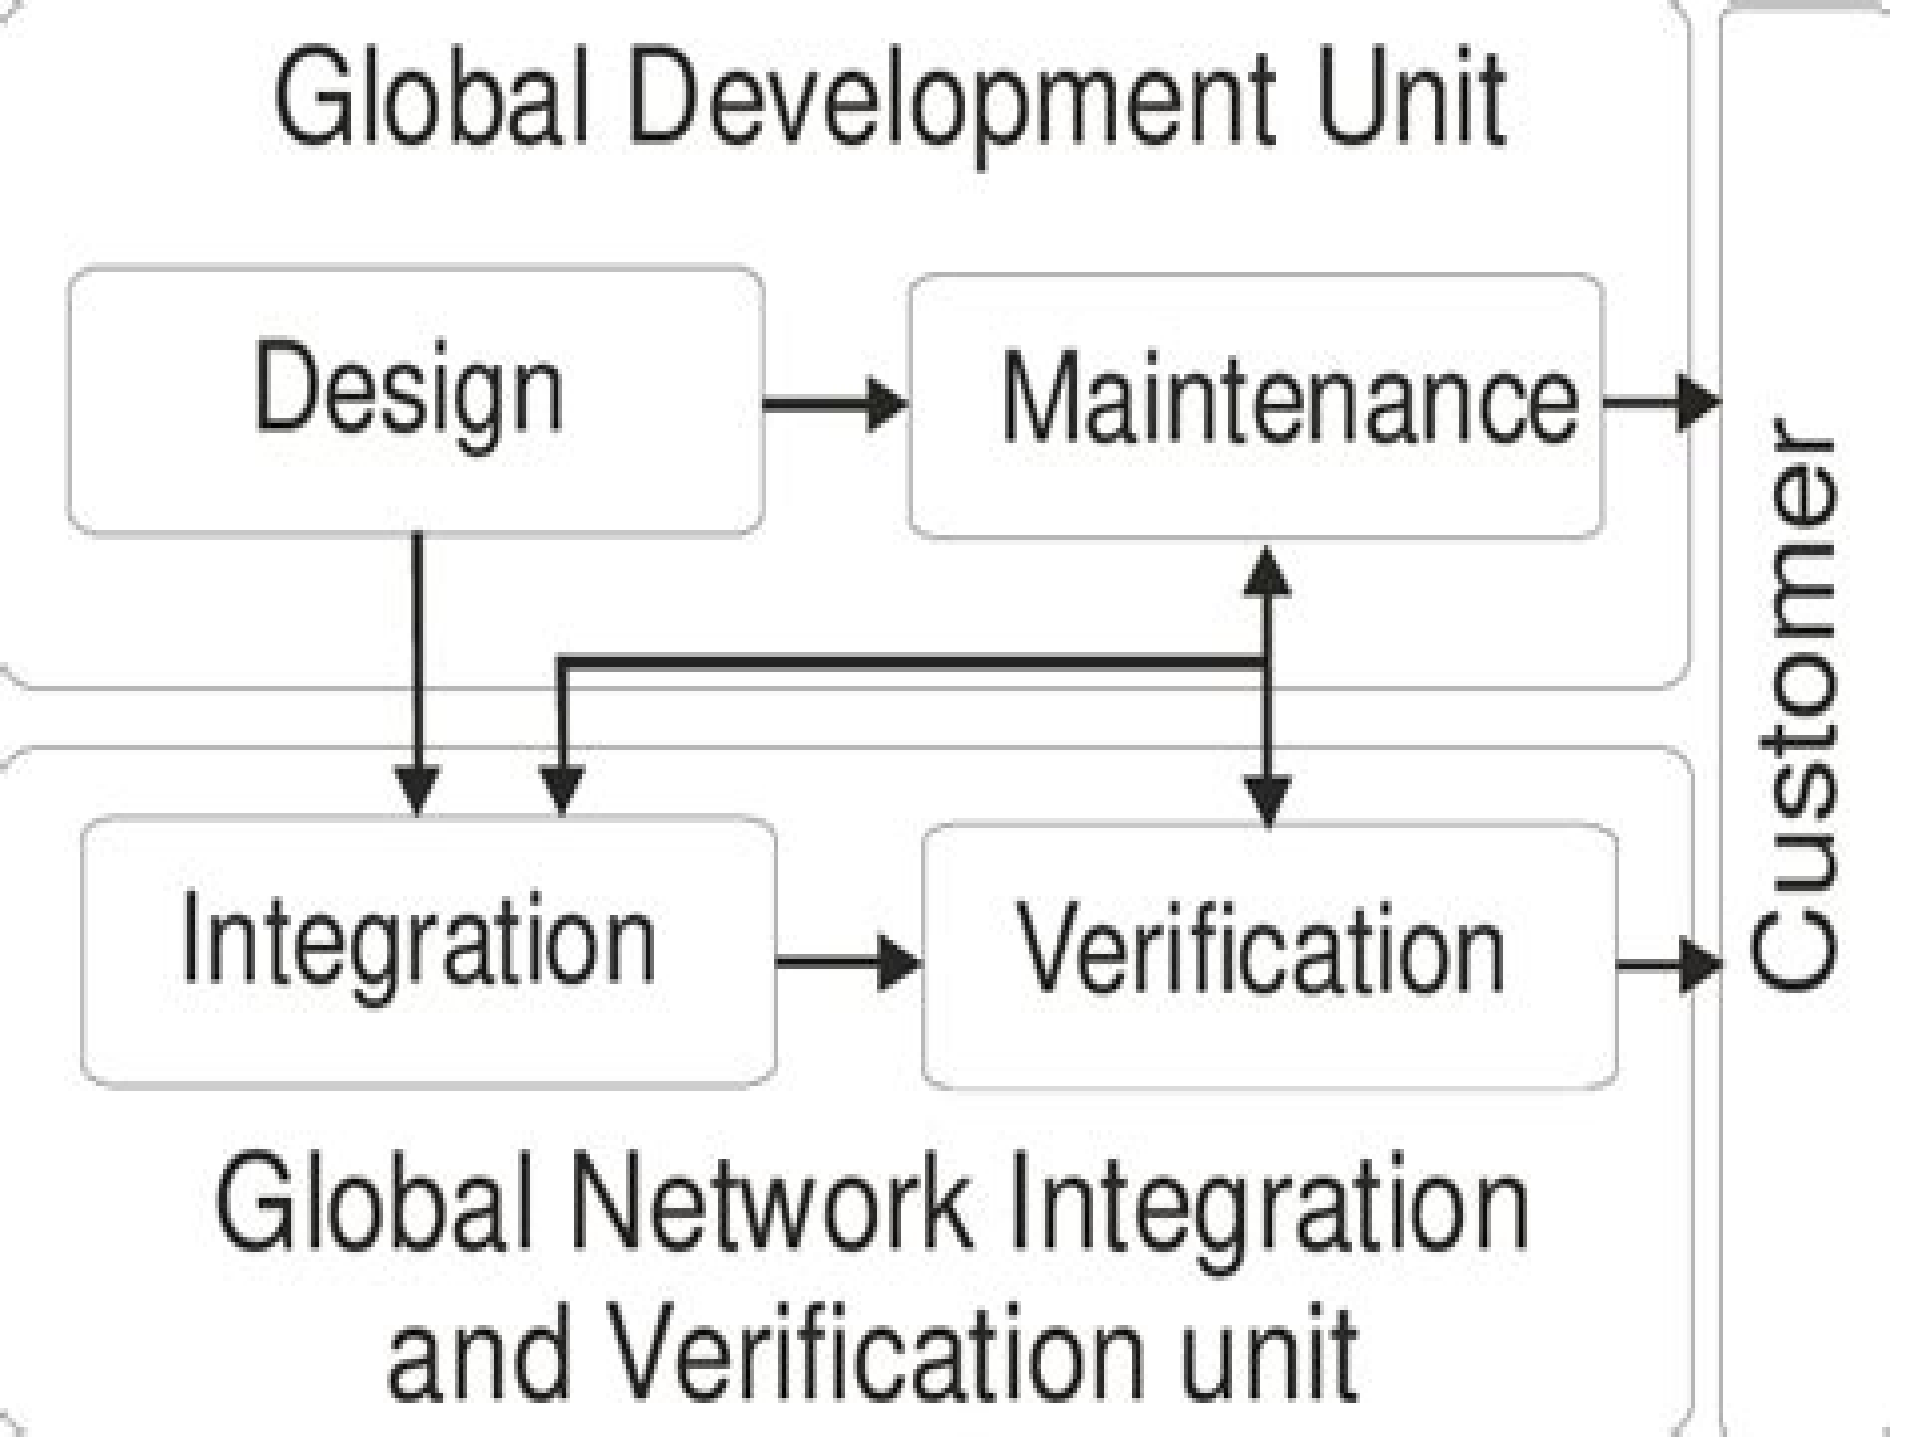 Global Development Unit
Design
Maintenance
Customer
Integration
Verification
Global Network Integration
and Verification unit